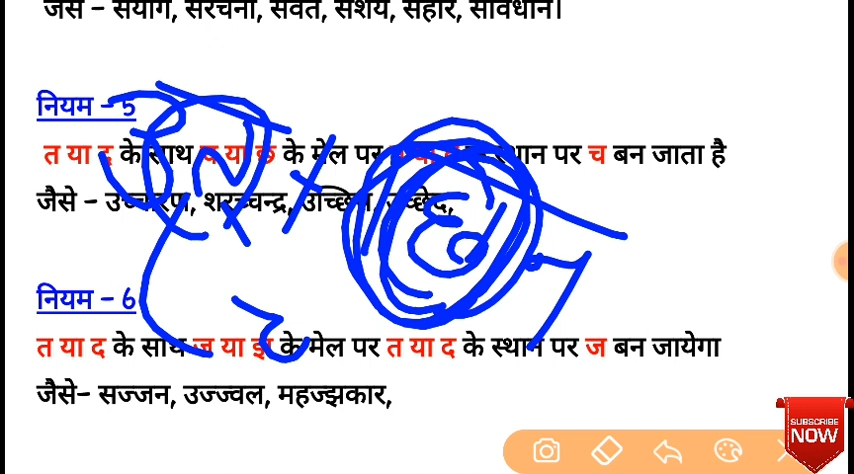 जैसे – संयोग, संरचना, संवत, संशय, संहार, सावधान।
नियम – 5
त या द के साथ च या छ के मेल पर त या द के स्थान पर च बन जाता है
जैसे – उच्चारण, शरच्चन्द्र, उच्छिन्न, उच्छेद,
नियम – 6
त या द के साथ ज या झ के मेल पर त या द के स्थान पर ज बन जायेगा
जैसे– सज्जन, उज्ज्वल, महज्झकार,
SUBSCRIBE
NOW